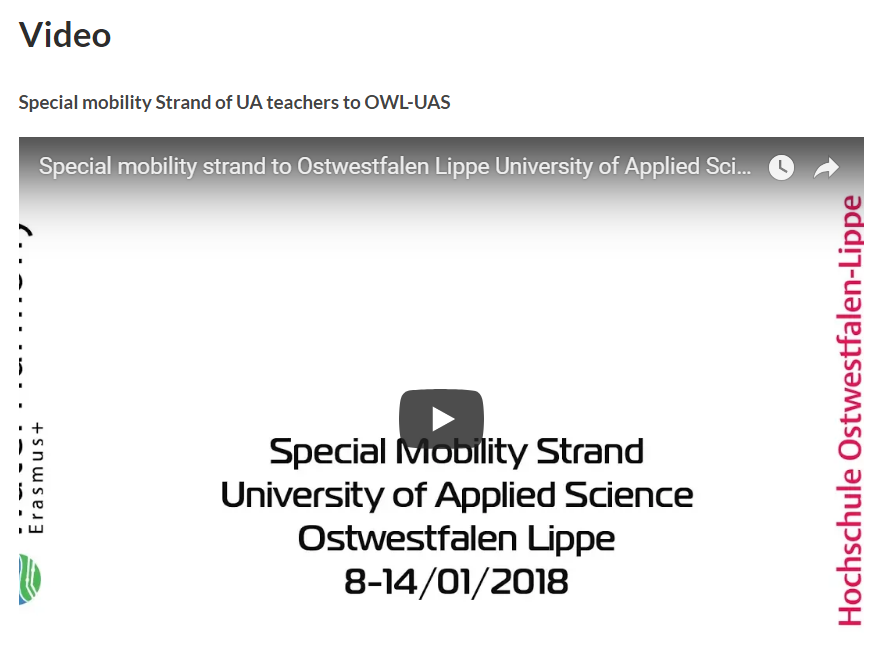 Video
Special mobility Strand of UA teachers to OWL-UAS
Special mobility strand to Ostwestfalen Lippe University of Applied Sci...
Erasmus+
Special Mobility Strand
University of Applied Science
Ostwestfalen Lippe
8-14/01/2018
Hochschule Ostwestfalen-Lippe